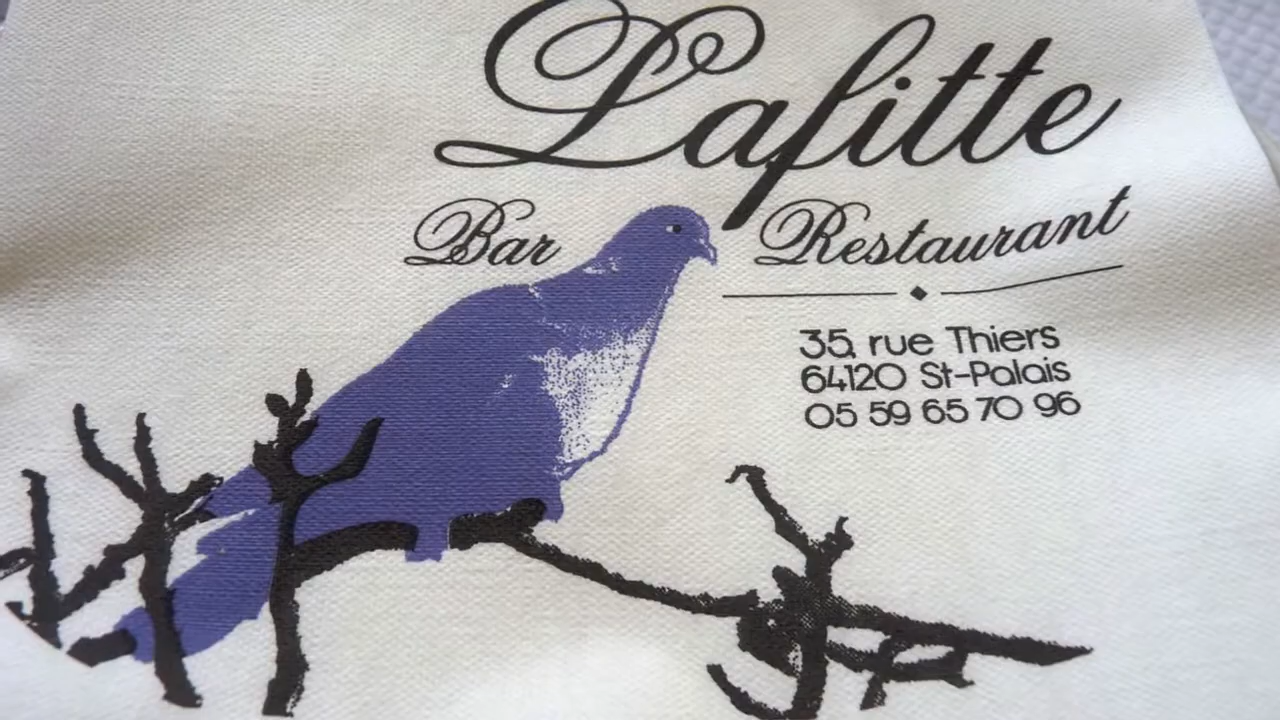 Lafitte
Bar Restaurant
35, rue Thiers
64120 St-Palais
05 59 65 70 96